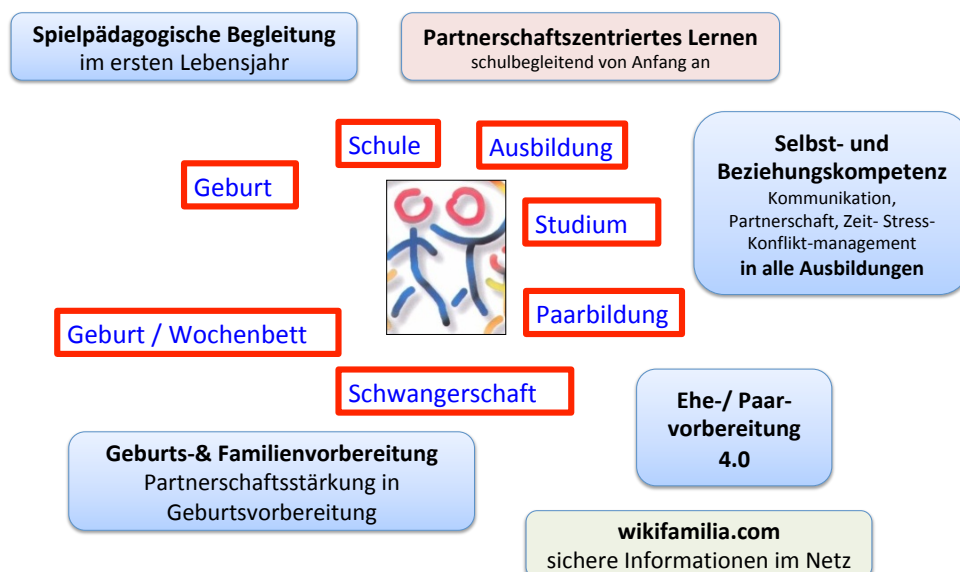 Spielpädagogische Begleitung
im ersten Lebensjahr
Partnerschaftszentriertes Lernen
schulbegleitend von Anfang an
Schule
Ausbildung
Geburt
Studium
Selbst- und
Beziehungskompetenz
Kommunikation,
Partnerschaft, Zeit- Stress-
Konflikt-management
in alle Ausbildungen
Paarbildung
Geburt / Wochenbett
Schwangerschaft
Ehe-/ Paar-
vorbereitung
4.0
Geburts-& Familienvorbereitung
Partnerschaftsstärkung in
Geburtsvorbereitung
wikifamilia.com
sichere Informationen im Netz